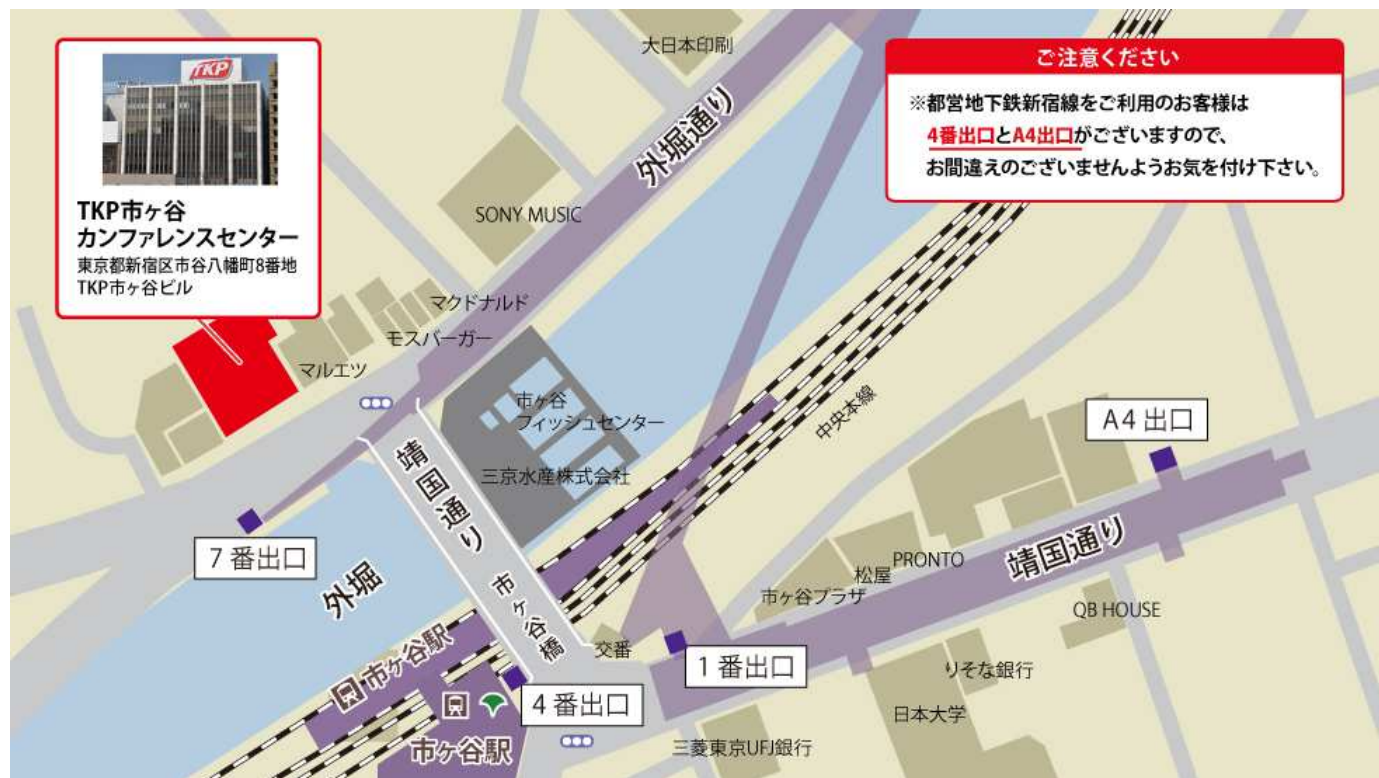 TKP
TKP市ヶ谷
カンファレンスセンター
東京都新宿区市谷八幡町8番地
TKP市ヶ谷ビル
ご注意ください
※都営地下鉄新宿線をご利用のお客様は
4番出口とA4出口がございますので、
お間違えのございませんようお気を付け下さい。
大日本印刷
外堀通り
SONY MUSIC
マクドナルド
モスバーガー
マルエツ
市ヶ谷
フィッシュセンター
三京水産株式会社
中央本線
A4出口
靖国通り
7番出口
外堀
市ヶ谷橋
靖国通り
PRONTO
松屋
市ヶ谷プラザ
QB HOUSE
交番
1番出口
りそな銀行
市ヶ谷駅
4番出口
日本大学
市ヶ谷駅
三菱東京UFJ銀行